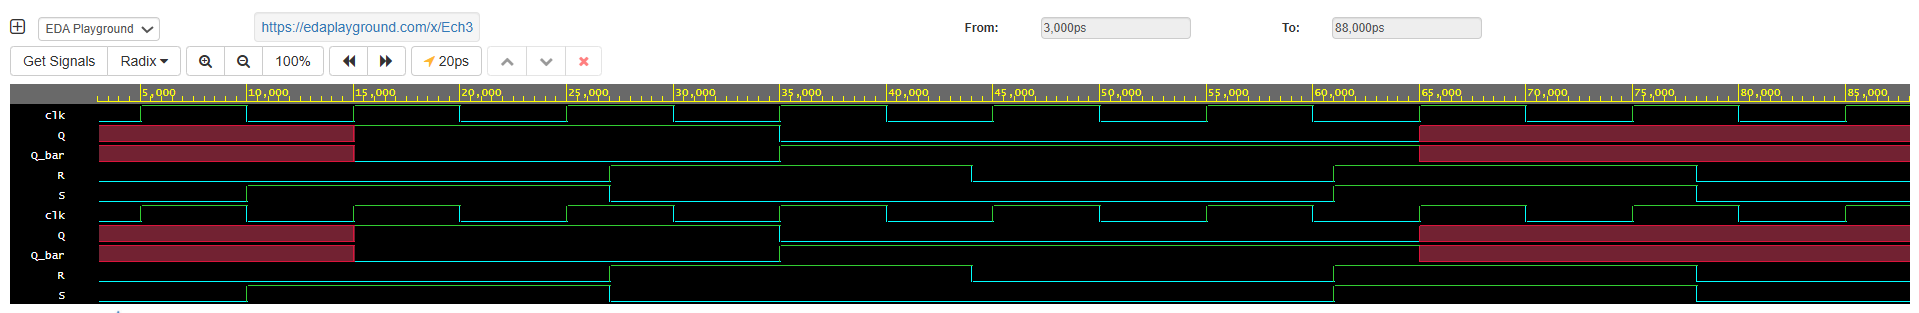 EDA Playground https://edaplayground.com/x/Ech3 From: 3,000ps To: 88,000ps
Get Signals Radix 100% 20ps
5,000 10,000 15,000 20,000 25,000 30,000 35,000 40,000 45,000 50,000 55,000 60,000 65,000 70,000 75,000 80,000 85,000
clk
Q
Q_bar
R
S
clk
Q
Q_bar
R
S